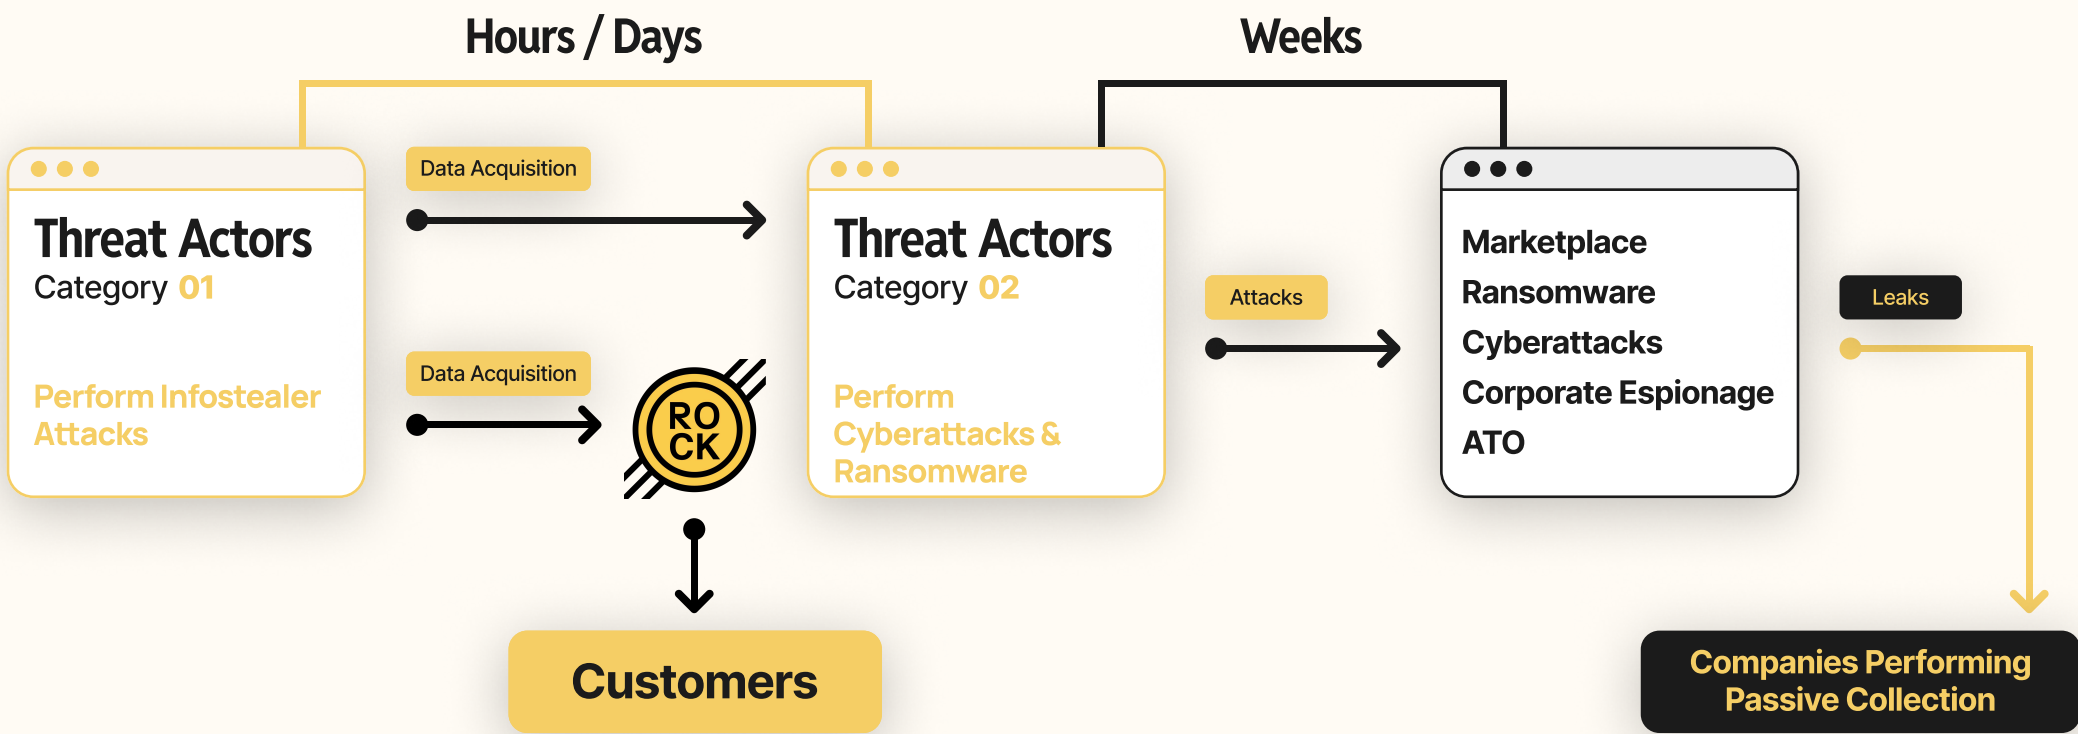 Hours / Days
Weeks
Data Acquisition
Threat Actors
Category 01
Perform Infostealer
Attacks
Data Acquisition
RO
CK
Threat Actors
Category 02
Perform
Cyberattacks &
Ransomware
Attacks
Marketplace
Ransomware
Cyberattacks
Corporate Espionage
ATO
Leaks
Customers
Companies Performing
Passive Collection